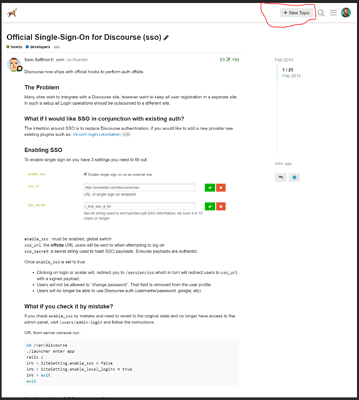 + New Topic
Official Single-Sign-On for Discourse (sso)
howto developers sso
Sam Saffron sam co-founder
Discourse now ships with official hooks to perform auth offsite.
The Problem
Many sites wish to integrate with a Discourse site, however want to keep all user registration in a separate site.
In such a setup all Login operations should be outsourced to a different site.
What if I would like SSO in conjunction with existing auth?
The intention around SSO is to replace Discourse authentication, if you would like to add a new provider see
existing plugins such as: VK.com login (vkontakte)
Enabling SSO
To enable single sign on you have 3 settings you need to fill out:
enable_sso
Enable single sign on via an external site
sso_url
http://somesite.com/discourse/sso
URL of single sign on endpoint
sso_secret
Secret string used to encrypt/decrypt SSO information, be sure it is 10
chars or longer
enable_sso : must be enabled, global switch
sso_url: the offsite URL users will be sent to when attempting to log on
sso_secret: a secret string used to hash SSO payloads. Ensures payloads are authentic.
Once enable_sso is set to true:
Clicking on login or avatar will, redirect you to /session/sso which in turn will redirect users to sso_url
with a signed payload.
Users will not be allowed to "change password". That field is removed from the user profile.
Users will no longer be able to use Discourse auth (username/password, google, etc)
What if you check it by mistake?
If you check enable_sso by mistake and need to revert to the original state and no longer have access to the
admin panel, visit /users/admin-login and follow the instructions.
OR, from server console run:
cd /var/discourse
./launcher enter app
rails c
irb > SiteSetting.enable_sso = false
irb > SiteSetting.enable_local_logins = true
irb > exit
exit
Feb 2014
1 / 25
Feb 2014